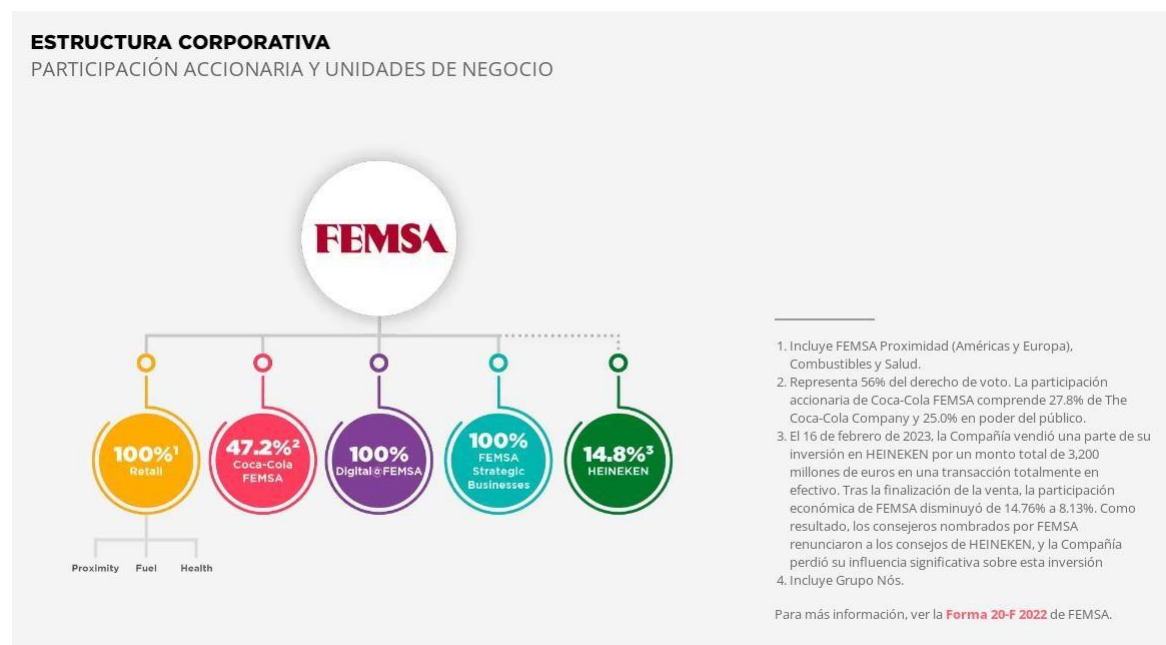 ESTRUCTURA CORPORATIVA
PARTICIPACIÓN ACCIONARIA Y UNIDADES DE NEGOCIO
FEMSA
100%¹
Retail
47.2%²
Coca-Cola
FEMSA
100%
Digital@FEMSA
100%
FEMSA
Strategic
Businesses
14.8%³
HEINEKEN
Proximity Fuel Health
1. Incluye FEMSA Proximidad (Américas y Europa),
Combustibles y Salud.
2. Representa 56% del derecho de voto. La participación
accionaria de Coca-Cola FEMSA comprende 27.8% de The
Coca-Cola Company y 25.0% en poder del público.
3. El 16 de febrero de 2023, la Compañía vendió una parte de su
inversión en HEINEKEN por un monto total de 3,200
millones de euros en una transacción totalmente en
efectivo. Tras la finalización de la venta, la participación
económica de FEMSA disminuyó de 14.76% a 8.13%. Como
resultado, los consejeros nombrados por FEMSA
renunciaron a los consejos de HEINEKEN, y la Compañía
perdió su influencia significativa sobre esta inversión
4. Incluye Grupo Nós.
Para más información, ver la Forma 20-F 2022 de FEMSA.